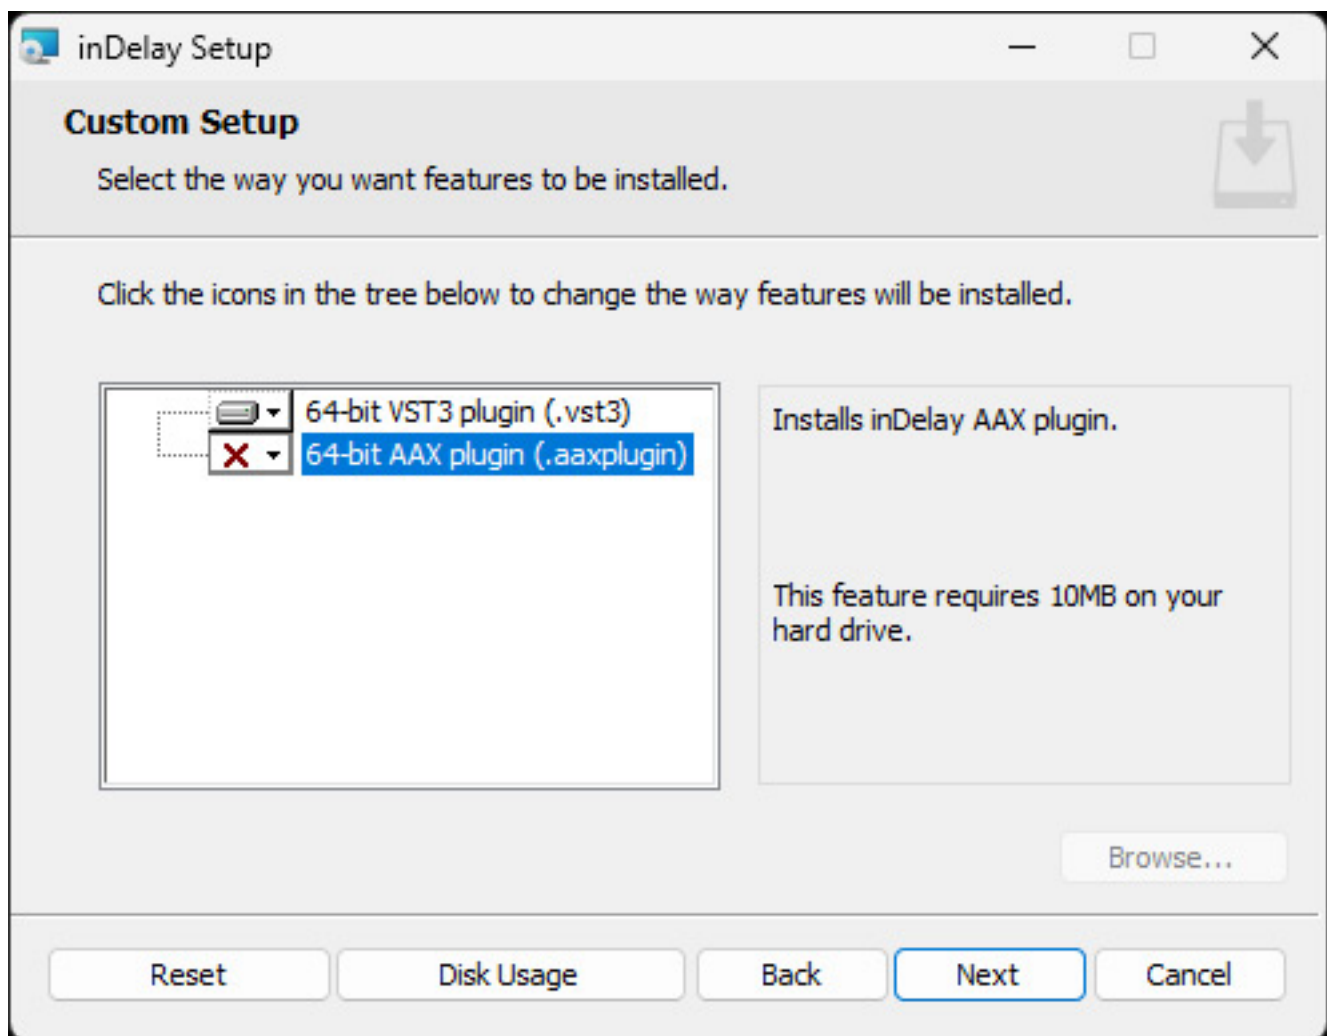 inDelay Setup
Custom Setup
Select the way you want features to be installed.
Click the icons in the tree below to change the way features will be installed.
64-bit VST3 plugin (.vst3)
64-bit AAX plugin (.aaxplugin)
Installs inDelay AAX plugin.
This feature requires 10MB on your
hard drive.
Browse...
Reset
Disk Usage
Back
Next
Cancel